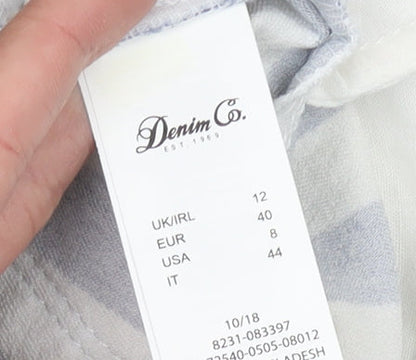 Denim Co.
EST. 1969
UK/IRL 12
EUR 40
USA 8
IT 44
10/18
8231-083397
72540-0505-08012